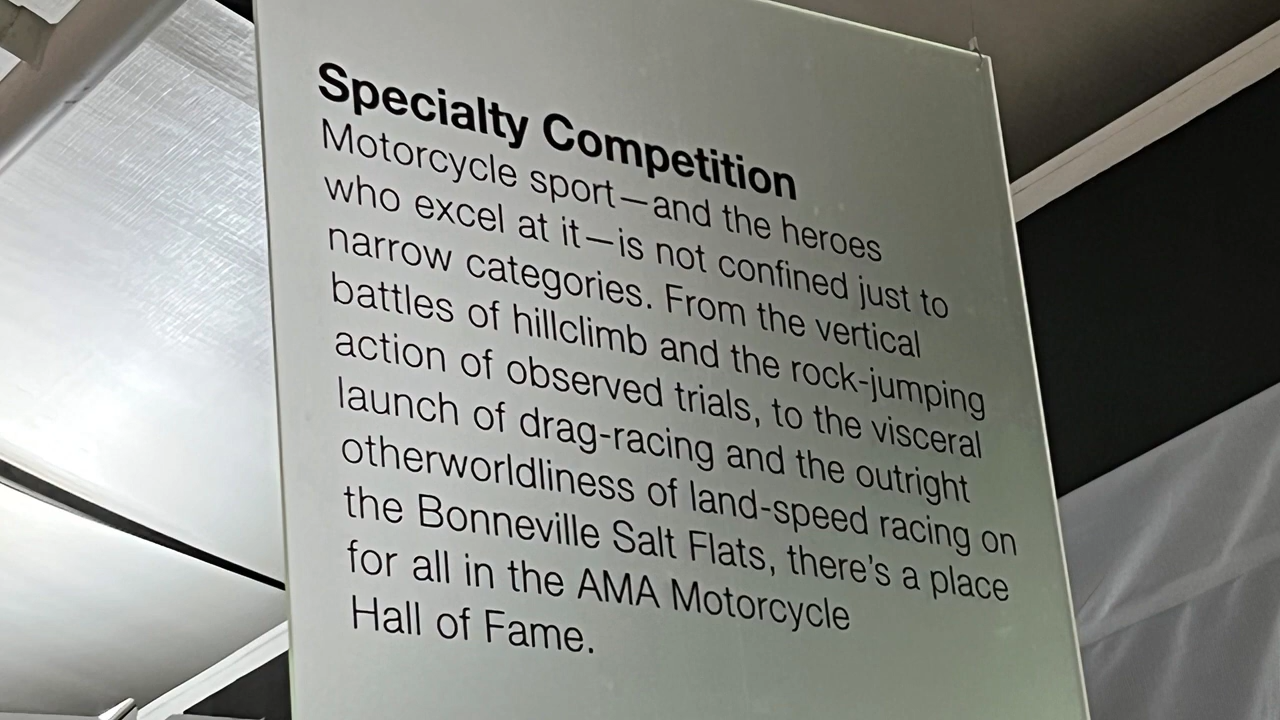 Specialty Competition
Motorcycle sport—and the heroes
who excel at it—is not confined just to
narrow categories. From the vertical
battles of hillclimb and the rock-jumping
action of observed trials, to the visceral
launch of drag-racing and the outright
otherworldliness of land-speed racing on
the Bonneville Salt Flats, there's a place
for all in the AMA Motorcycle
Hall of Fame.